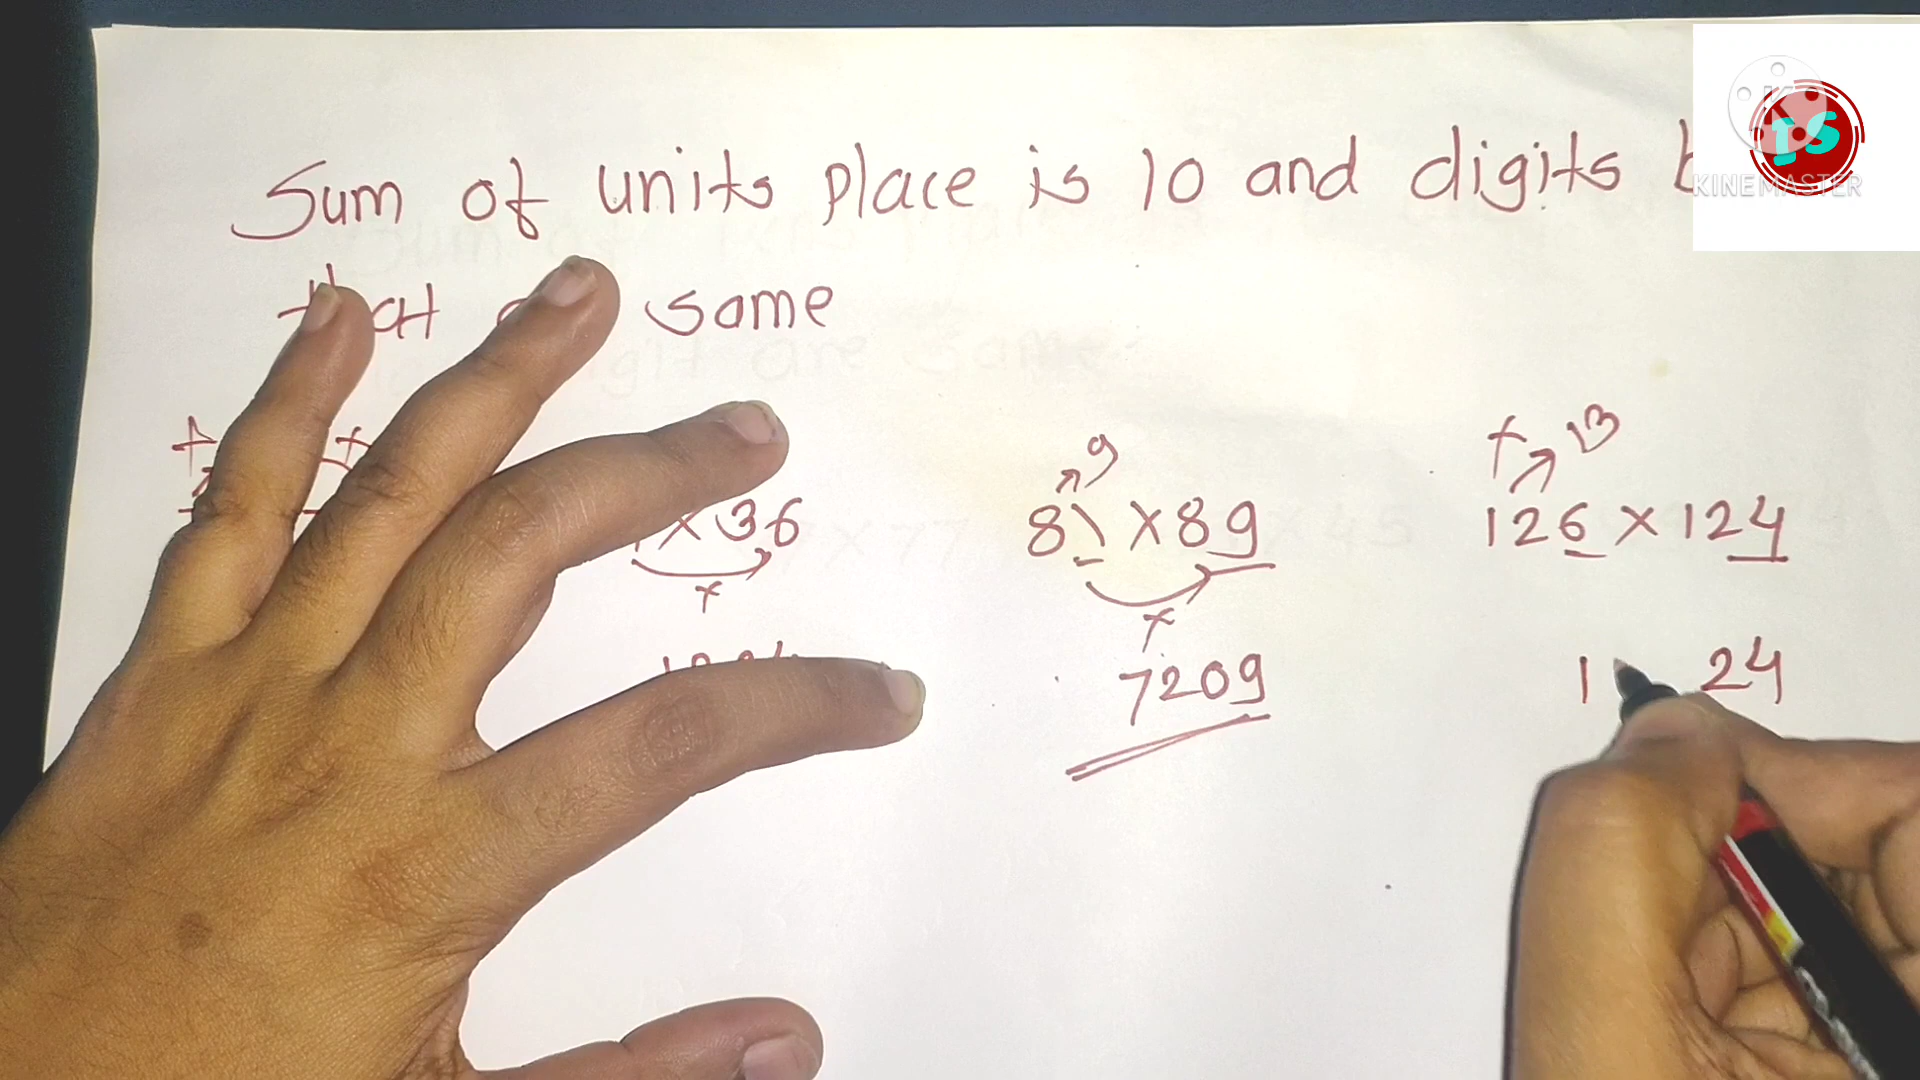 Sum of units place is 10 and digits
same
KINEMASTER
9
13
× 36
81 × 89
126 × 124
7209
1 24